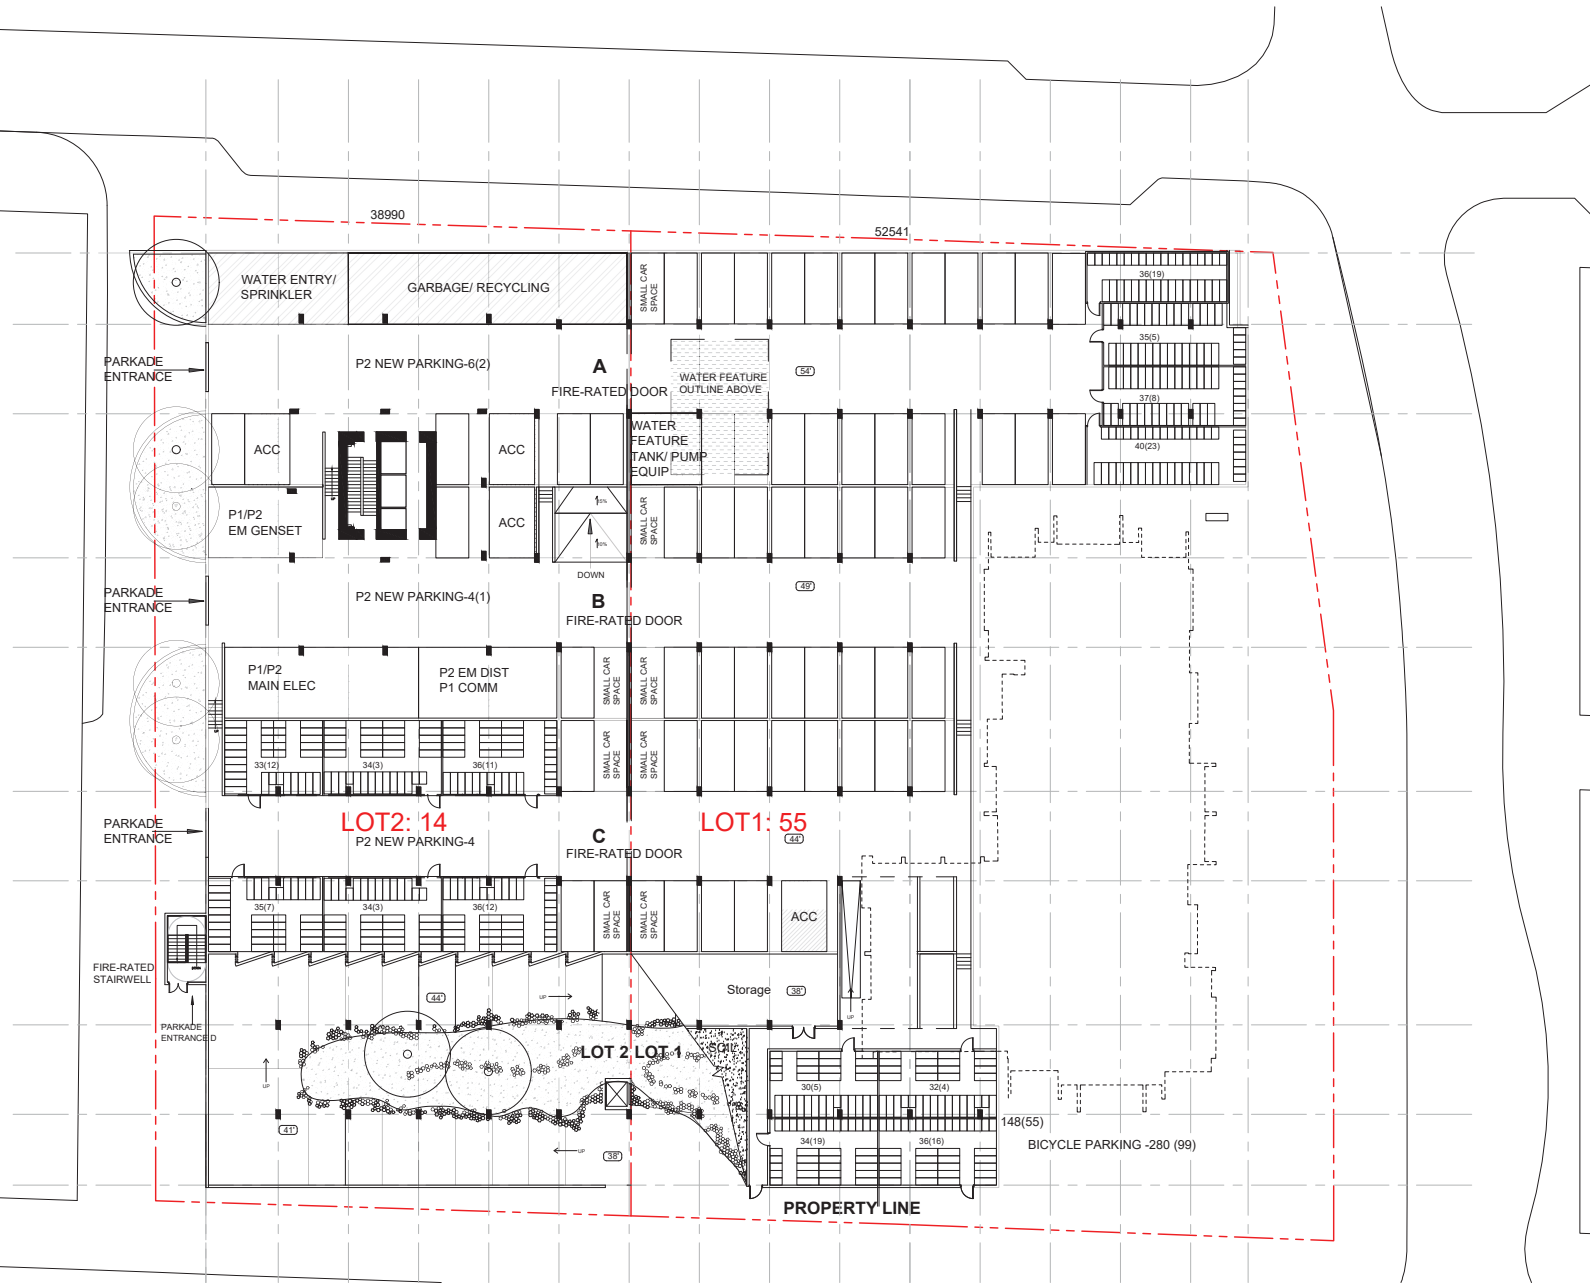 38990
52541
WATER ENTRY/
SPRINKLER
GARBAGE/ RECYCLING
SMALL CAR
SPACE
36(19)
PARKADE
ENTRANCE
P2 NEW PARKING-6(2)
A
FIRE-RATED DOOR
WATER FEATURE
OUTLINE ABOVE
54'
35(5)
37(8)
40(23)
ACC
ACC
WATER
FEATURE
TANK/ PUMP
EQUIP
P1/P2
EM GENSET
ACC
SMALL CAR
SPACE
DOWN
PARKADE
ENTRANCE
P2 NEW PARKING-4(1)
B
FIRE-RATED DOOR
49'
P1/P2
MAIN ELEC
P2 EM DIST
P1 COMM
SMALL CAR
SPACE
SMALL CAR
SPACE
33(12)
34(3)
36(11)
SMALL CAR
SPACE
SMALL CAR
SPACE
PARKADE
ENTRANCE
LOT2: 14
P2 NEW PARKING-4
C
FIRE-RATED DOOR
LOT1: 55
44'
35(7)
34(3)
36(12)
SMALL CAR
SPACE
SMALL CAR
SPACE
ACC
FIRE-RATED
STAIRWELL
PARKADE
ENTRANCE D
44'
UP
Storage
38'
UP
LOT 2 LOT 1
SOIL
UP
30(5)
32(4)
41'
UP
38'
34(19)
36(16)
148(55)
BICYCLE PARKING -280 (99)
PROPERTY LINE